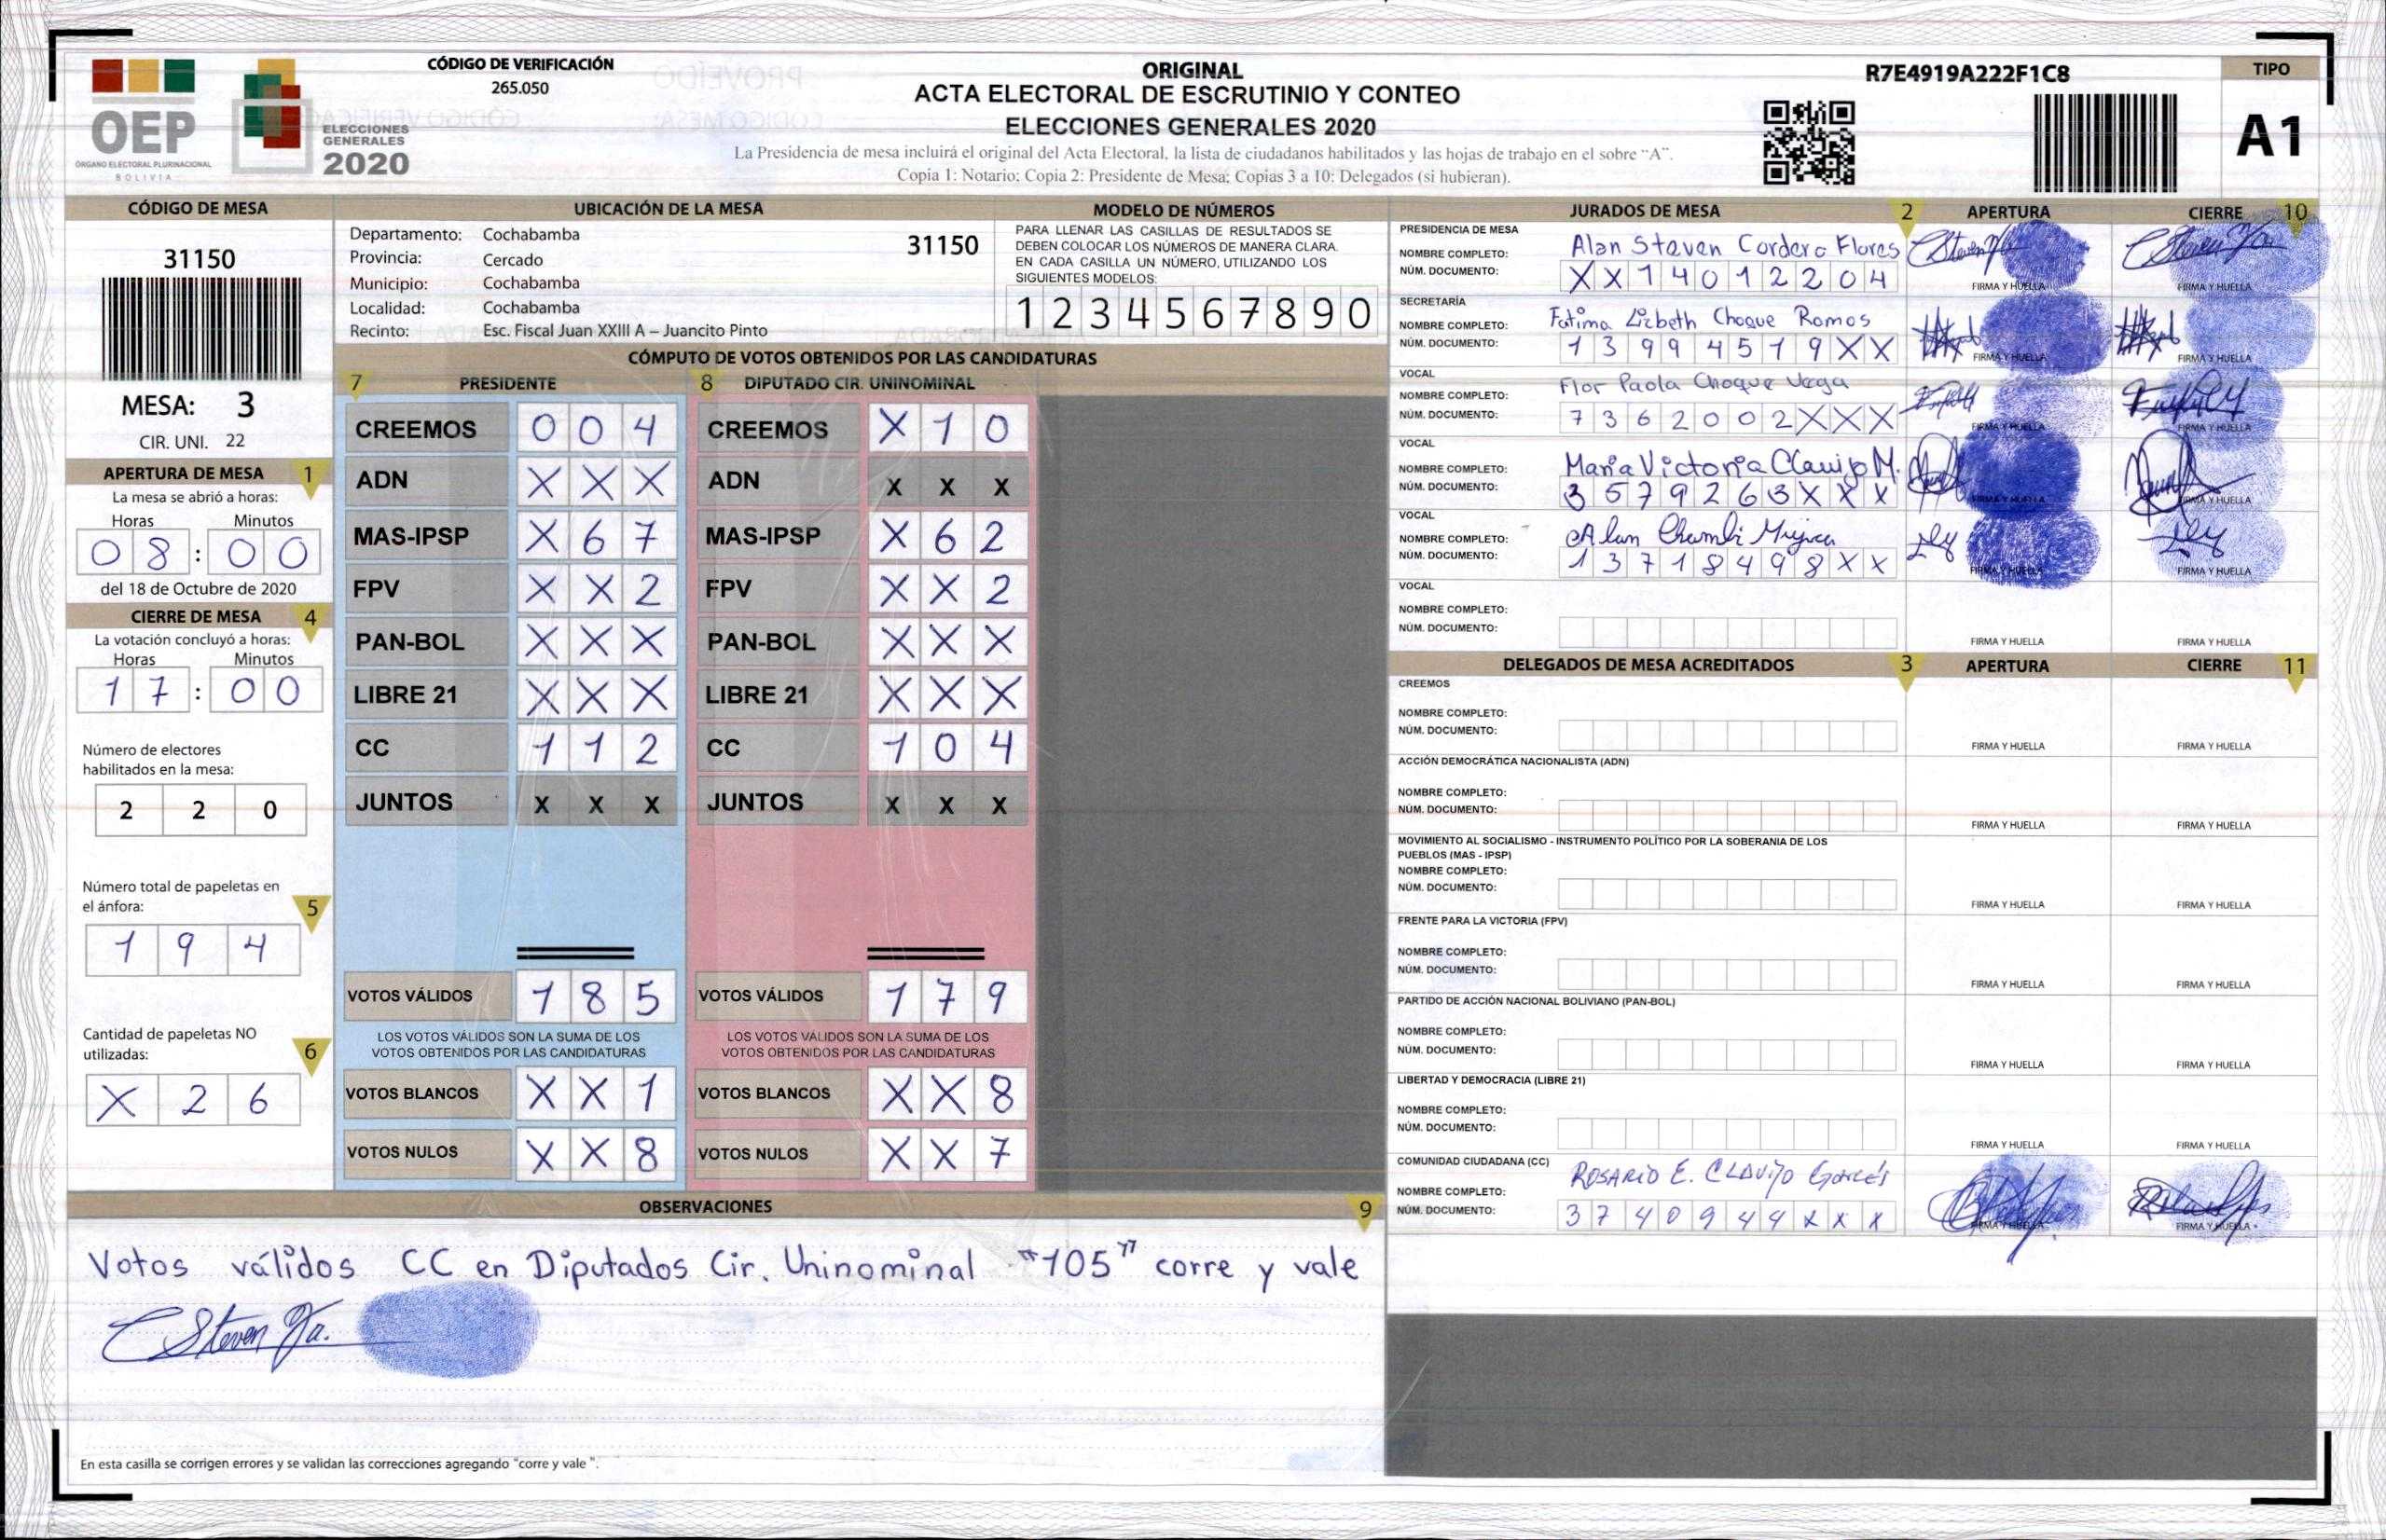 CÓDIGO DE VERIFICACIÓN
265.050
OEP
ÓRGANO ELECTORAL PLURINACIONAL
BOLIVIA
ELECCIONES
GENERALES
2020
ORIGINAL
ACTA ELECTORAL DE ESCRUTINIO Y CONTEO
ELECCIONES GENERALES 2020
La Presidencia de mesa incluirá el original del Acta Electoral, la lista de ciudadanos habilitados y las hojas de trabajo en el sobre "A".
Copia 1: Notario; Copia 2: Presidente de Mesa; Copias 3 a 10: Delegados (si hubieran).
R7E4919A222F1C8
TIPO
A1
CÓDIGO DE MESA
31150
MESA: 3
CIR. UNI. 22
APERTURA DE MESA 1
La mesa se abrió a horas:
Horas Minutos
08 : 00
del 18 de Octubre de 2020
CIERRE DE MESA 4
La votación concluyó a horas:
Horas Minutos
17 : 00
Número de electores
habilitados en la mesa:
2 2 0
Número total de papeletas en
el ánfora: 5
1 9 4
Cantidad de papeletas NO
utilizadas: 6
X 2 6
UBICACIÓN DE LA MESA
Departamento: Cochabamba 31150
Provincia: Cercado
Municipio: Cochabamba
Localidad: Cochabamba
Recinto: Esc. Fiscal Juan XXIII A – Juancito Pinto
MODELO DE NÚMEROS
PARA LLENAR LAS CASILLAS DE RESULTADOS SE
DEBEN COLOCAR LOS NÚMEROS DE MANERA CLARA.
EN CADA CASILLA UN NÚMERO, UTILIZANDO LOS
SIGUIENTES MODELOS:
1 2 3 4 5 6 7 8 9 0
CÓMPUTO DE VOTOS OBTENIDOS POR LAS CANDIDATURAS
7 PRESIDENTE 8 DIPUTADO CIR. UNINOMINAL
CREEMOS 0 0 4 CREEMOS X 1 0
ADN X X X ADN X X X
MAS-IPSP X 6 7 MAS-IPSP X 6 2
FPV X X 2 FPV X X 2
PAN-BOL X X X PAN-BOL X X X
LIBRE 21 X X X LIBRE 21 X X X
CC 1 1 2 CC 1 0 4
JUNTOS X X X JUNTOS X X X
VOTOS VÁLIDOS 1 8 5 VOTOS VÁLIDOS 1 7 9
LOS VOTOS VÁLIDOS SON LA SUMA DE LOS LOS VOTOS VÁLIDOS SON LA SUMA DE LOS
VOTOS OBTENIDOS POR LAS CANDIDATURAS VOTOS OBTENIDOS POR LAS CANDIDATURAS
VOTOS BLANCOS X X 1 VOTOS BLANCOS X X 8
VOTOS NULOS X X 8 VOTOS NULOS X X 7
OBSERVACIONES 9
Votos válidos CC en Diputados Cir. Uninominal "105" corre y vale
En esta casilla se corrigen errores y se validan las correcciones agregando "corre y vale ".
JURADOS DE MESA 2 APERTURA CIERRE 10
PRESIDENCIA DE MESA
NOMBRE COMPLETO: Alan Steven Cordero Flores
NÚM. DOCUMENTO: X X 1 4 0 1 2 2 0 4
FIRMA Y HUELLA FIRMA Y HUELLA
SECRETARÍA
NOMBRE COMPLETO: Fatima Lizbeth Choque Ramos
NÚM. DOCUMENTO: 1 3 9 9 4 5 1 9 X X
FIRMA Y HUELLA FIRMA Y HUELLA
VOCAL
NOMBRE COMPLETO: Flor Paola Choque Vega
NÚM. DOCUMENTO: 7 3 6 2 0 0 2 X X X
FIRMA Y HUELLA FIRMA Y HUELLA
VOCAL
NOMBRE COMPLETO: Maria Victoria Clavijo M.
NÚM. DOCUMENTO: 3 5 7 9 2 6 3 X X X
FIRMA Y HUELLA FIRMA Y HUELLA
VOCAL
NOMBRE COMPLETO: Alan Chambi Mujica
NÚM. DOCUMENTO: 1 3 7 1 8 4 9 8 X X
FIRMA Y HUELLA FIRMA Y HUELLA
VOCAL
NOMBRE COMPLETO:
NÚM. DOCUMENTO:
FIRMA Y HUELLA FIRMA Y HUELLA
DELEGADOS DE MESA ACREDITADOS 3 APERTURA CIERRE 11
CREEMOS
NOMBRE COMPLETO:
NÚM. DOCUMENTO:
FIRMA Y HUELLA FIRMA Y HUELLA
ACCIÓN DEMOCRÁTICA NACIONALISTA (ADN)
NOMBRE COMPLETO:
NÚM. DOCUMENTO:
FIRMA Y HUELLA FIRMA Y HUELLA
MOVIMIENTO AL SOCIALISMO - INSTRUMENTO POLÍTICO POR LA SOBERANIA DE LOS
PUEBLOS (MAS - IPSP)
NOMBRE COMPLETO:
NÚM. DOCUMENTO:
FIRMA Y HUELLA FIRMA Y HUELLA
FRENTE PARA LA VICTORIA (FPV)
NOMBRE COMPLETO:
NÚM. DOCUMENTO:
FIRMA Y HUELLA FIRMA Y HUELLA
PARTIDO DE ACCIÓN NACIONAL BOLIVIANO (PAN-BOL)
NOMBRE COMPLETO:
NÚM. DOCUMENTO:
FIRMA Y HUELLA FIRMA Y HUELLA
LIBERTAD Y DEMOCRACIA (LIBRE 21)
NOMBRE COMPLETO:
NÚM. DOCUMENTO:
FIRMA Y HUELLA FIRMA Y HUELLA
COMUNIDAD CIUDADANA (CC)
NOMBRE COMPLETO: ROSARIO E. CLAVIJO Garcés
NÚM. DOCUMENTO: 3 7 4 0 9 4 4 X X X
FIRMA Y HUELLA FIRMA Y HUELLA